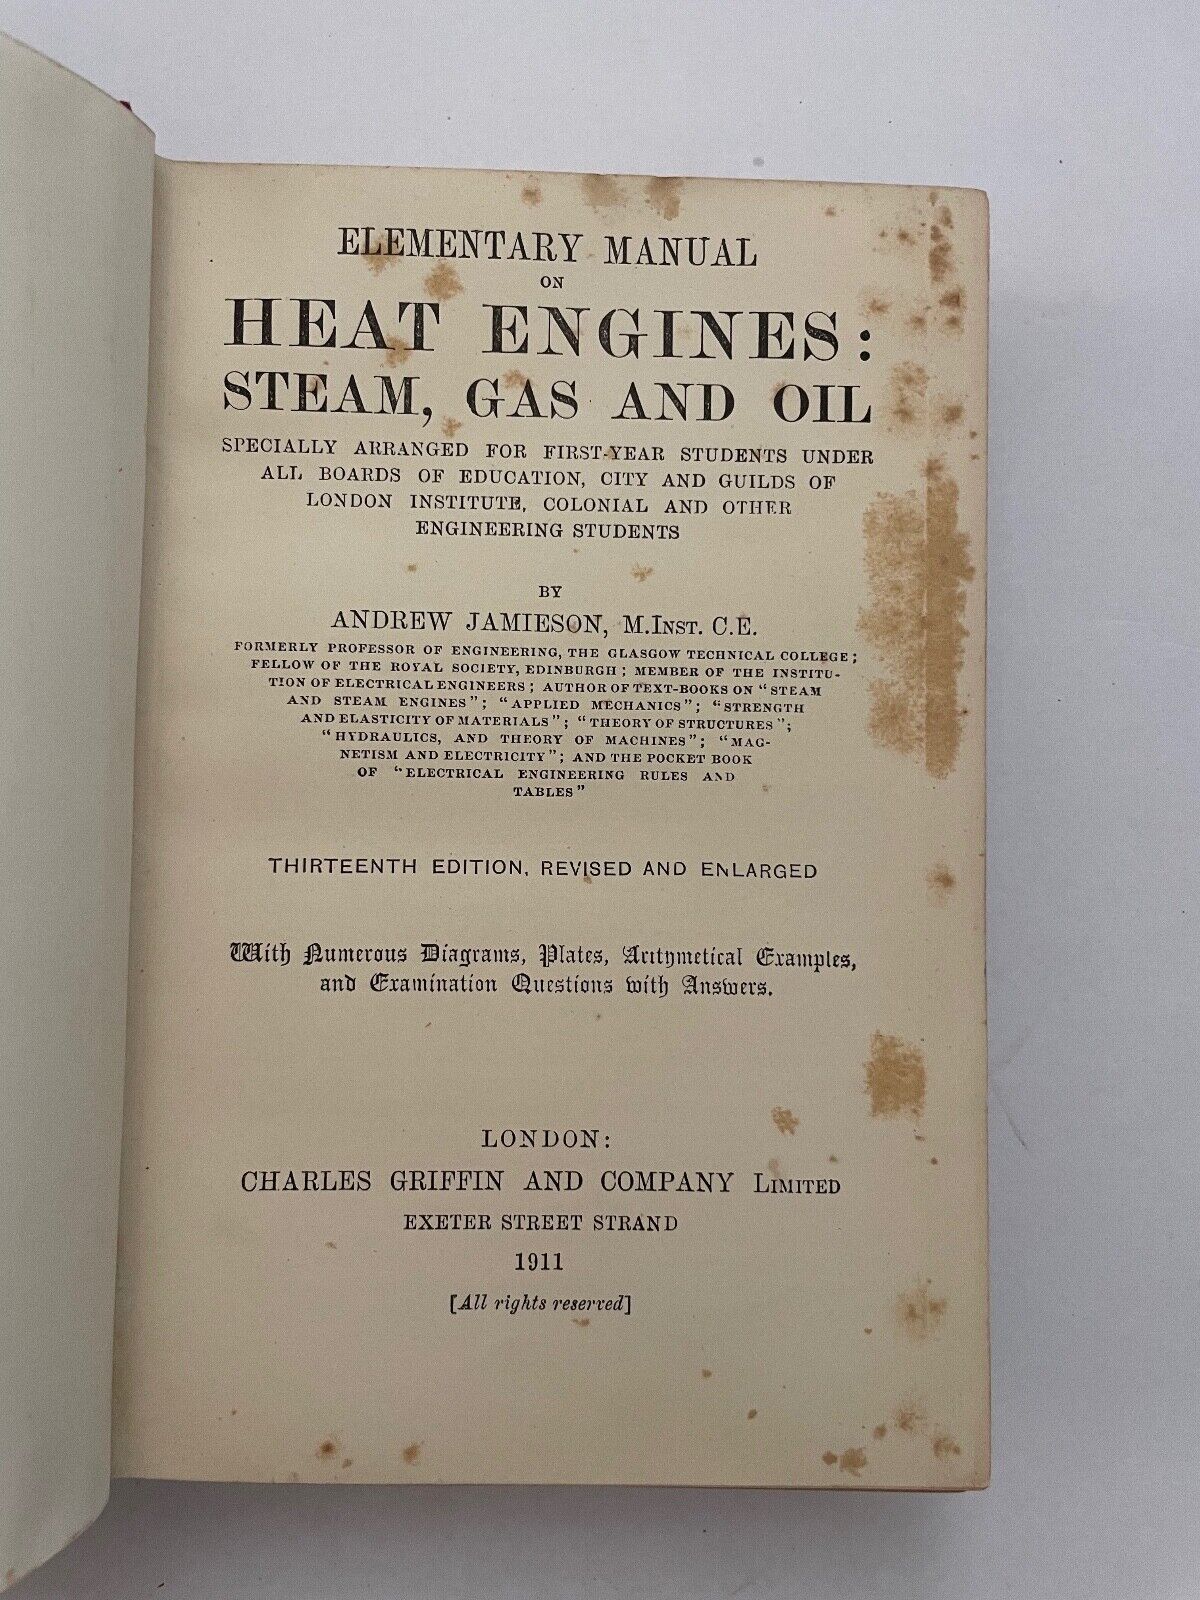 ELEMENTARY MANUAL
ON
HEAT ENGINES:
STEAM, GAS AND OIL
SPECIALLY ARRANGED FOR FIRST-YEAR STUDENTS UNDER
ALL BOARDS OF EDUCATION, CITY AND GUILDS OF
LONDON INSTITUTE, COLONIAL AND OTHER
ENGINEERING STUDENTS
BY
ANDREW JAMIESON, M.INST. C.E.
FORMERLY PROFESSOR OF ENGINEERING, THE GLASGOW TECHNICAL COLLEGE;
FELLOW OF THE ROYAL SOCIETY, EDINBURGH; MEMBER OF THE INSTITU-
TION OF ELECTRICAL ENGINEERS; AUTHOR OF TEXT-BOOKS ON "STEAM
AND STEAM ENGINES"; "APPLIED MECHANICS"; "STRENGTH
AND ELASTICITY OF MATERIALS"; "THEORY OF STRUCTURES";
"HYDRAULICS, AND THEORY OF MACHINES"; "MAG-
NETISM AND ELECTRICITY"; AND THE POCKET BOOK
OF "ELECTRICAL ENGINEERING RULES AND
TABLES"
THIRTEENTH EDITION, REVISED AND ENLARGED
With Numerous Diagrams, Plates, Arithmetical Examples,
and Examination Questions with Answers.
LONDON:
CHARLES GRIFFIN AND COMPANY LIMITED
EXETER STREET STRAND
1911
[All rights reserved]